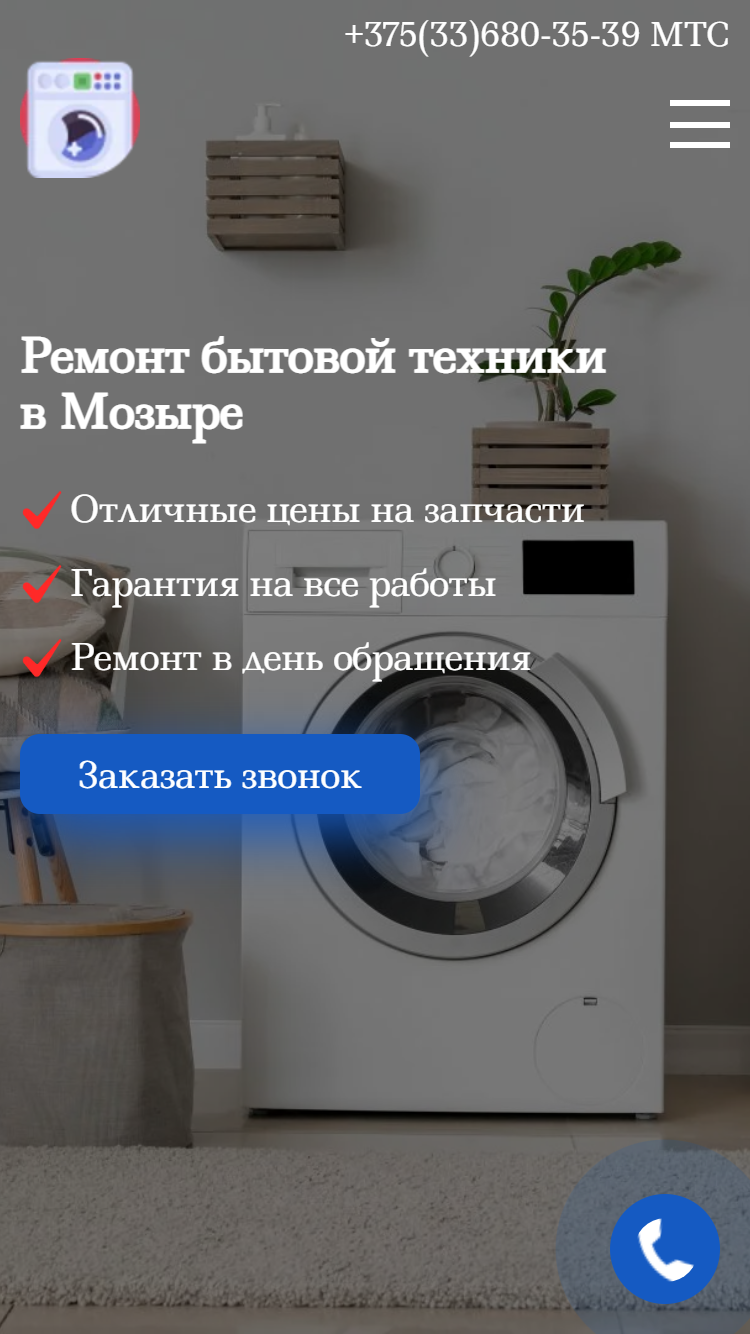 +375(33)680-35-39 МТС
Ремонт бытовой техники
в Мозыре
Отличные цены на запчасти
Гарантия на все работы
Ремонт в день обращения
Заказать звонок